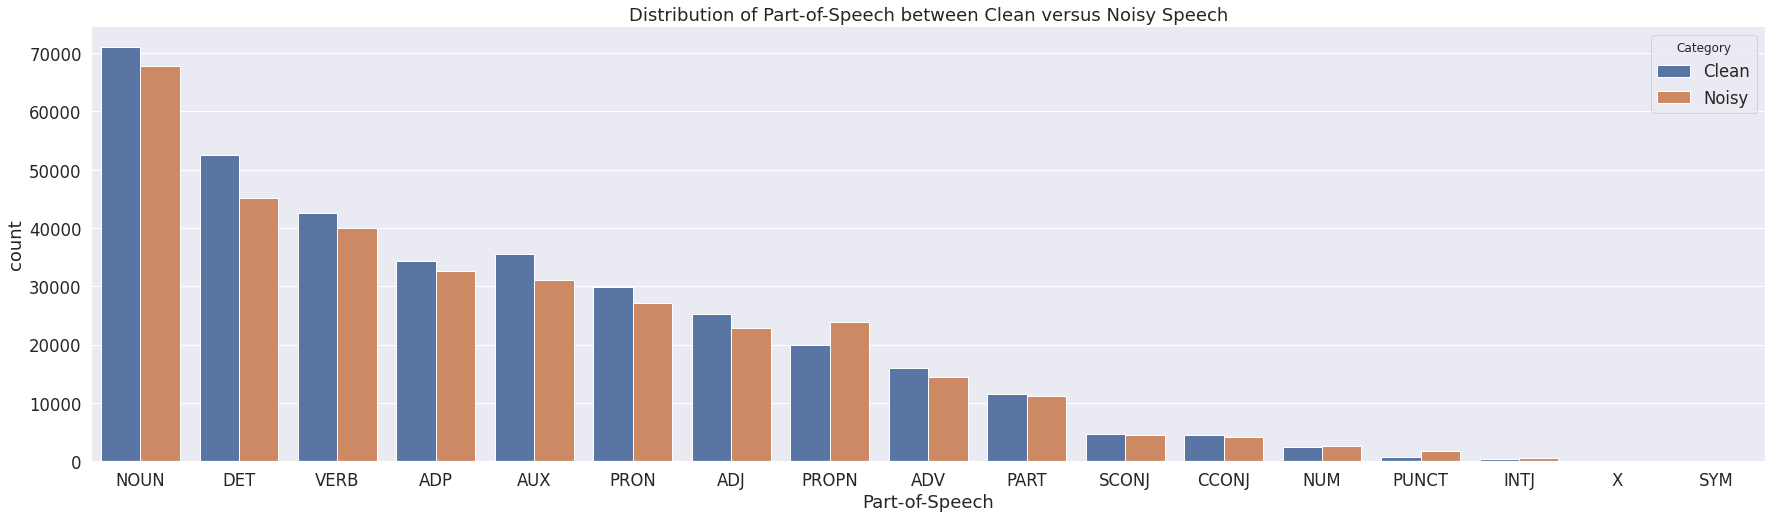 Distribution of Part-of-Speech between Clean versus Noisy Speech
Category
Clean
Noisy
count
70000
60000
50000
40000
30000
20000
10000
0
NOUN DET VERB ADP AUX PRON ADJ PROPN ADV PART SCONJ CCONJ NUM PUNCT INTJ X SYM
Part-of-Speech